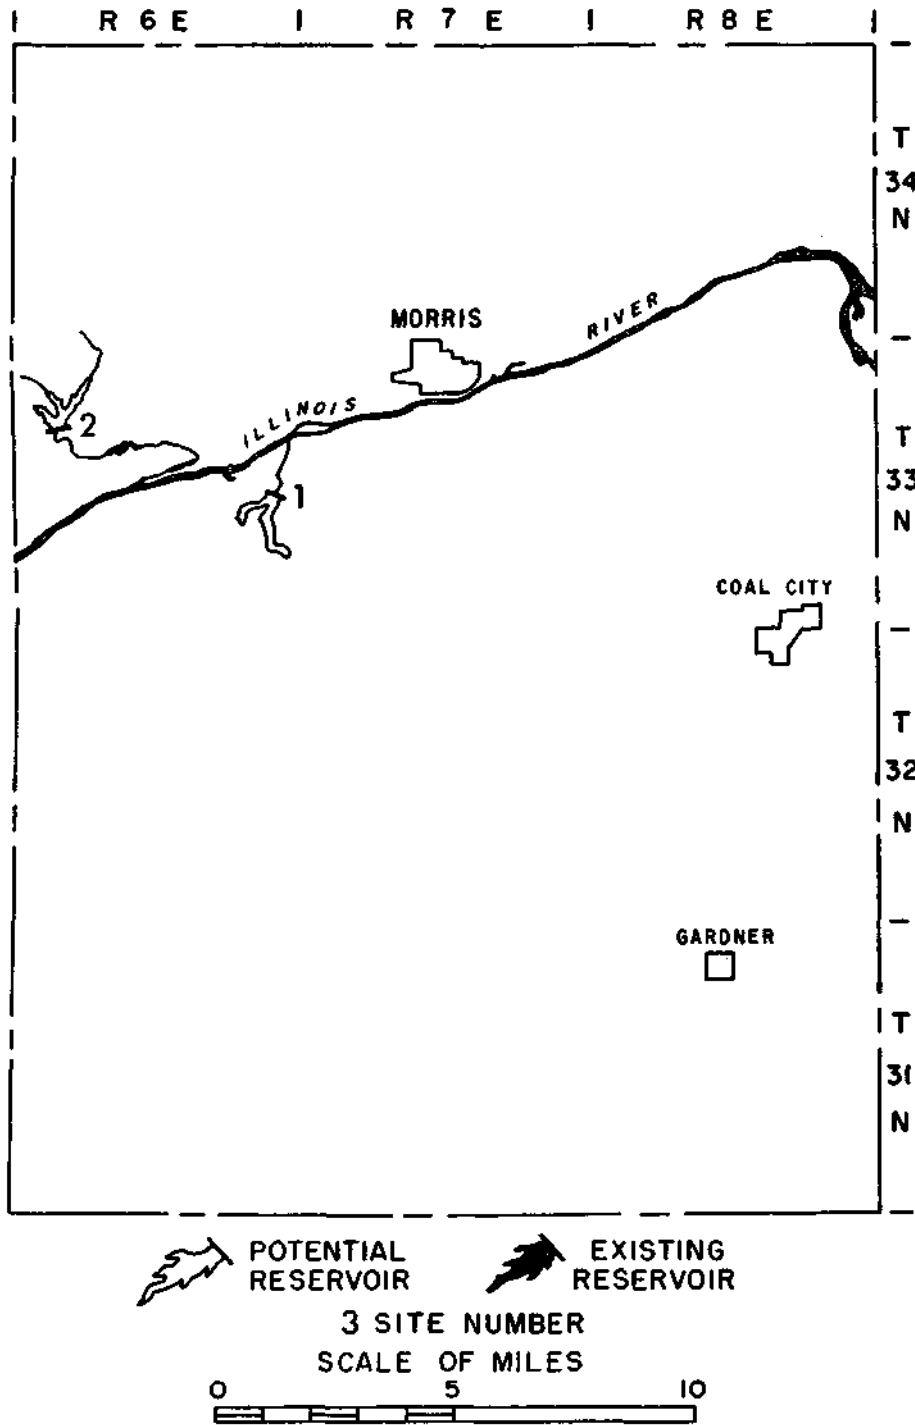 R 6 E R 7 E R 8 E
T
34
N
MORRIS
RIVER
ILLINOIS
2
1
T
33
N
COAL CITY
T
32
N
GARDNER
T
31
N
POTENTIAL
RESERVOIR
EXISTING
RESERVOIR
3 SITE NUMBER
SCALE OF MILES
0 5 10